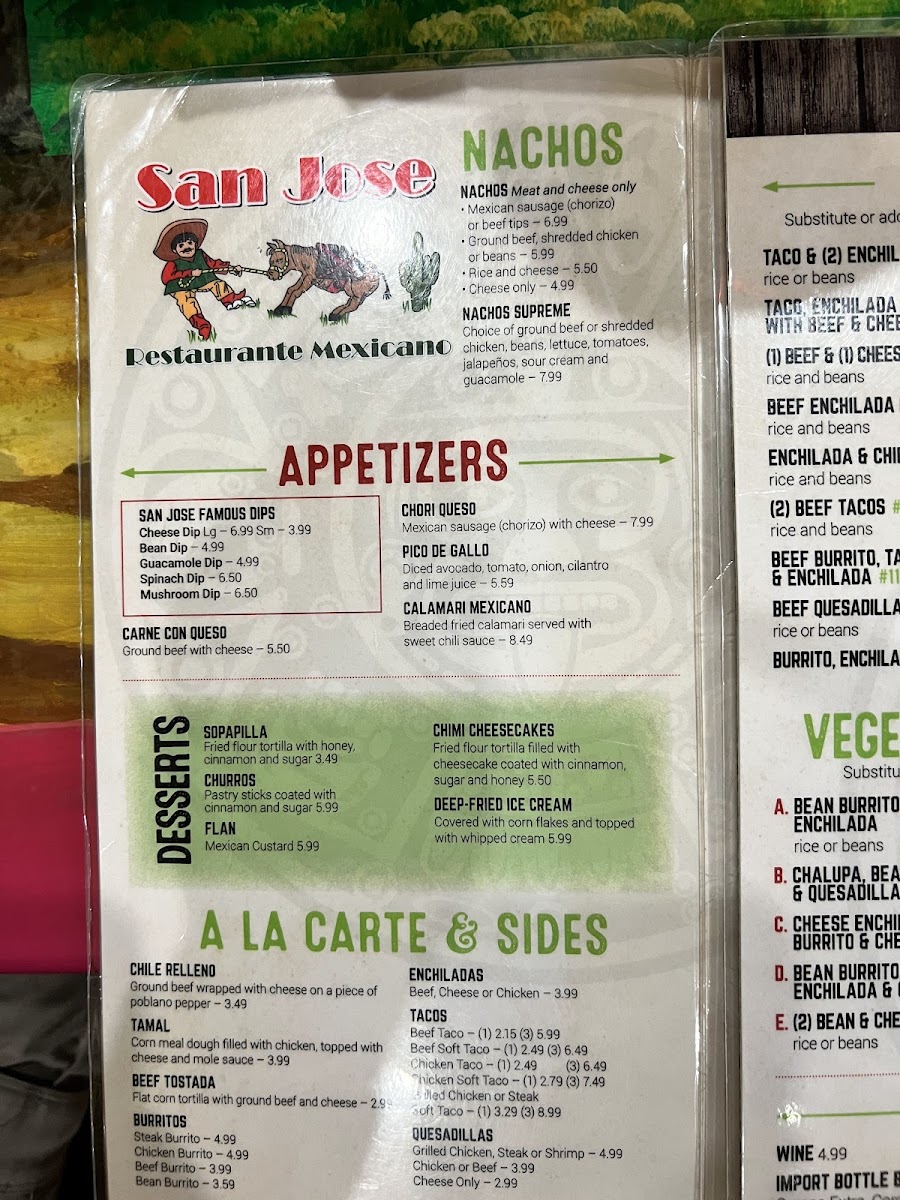 San Jose
Restaurante Mexicano
NACHOS
NACHOS Meat and cheese only
• Mexican sausage (chorizo)
or beef tips – 6.99
• Ground beef, shredded chicken
or beans – 5.99
• Rice and cheese – 5.50
• Cheese only – 4.99
NACHOS SUPREME
Choice of ground beef or shredded
chicken, beans, lettuce, tomatoes,
jalapeños, sour cream and
guacamole – 7.99
APPETIZERS
SAN JOSE FAMOUS DIPS
Cheese Dip Lg – 6.99 Sm – 3.99
Bean Dip – 4.99
Guacamole Dip – 4.99
Spinach Dip – 6.50
Mushroom Dip – 6.50
CARNE CON QUESO
Ground beef with cheese – 5.50
CHORI QUESO
Mexican sausage (chorizo) with cheese – 7.99
PICO DE GALLO
Diced avocado, tomato, onion, cilantro
and lime juice – 5.59
CALAMARI MEXICANO
Breaded fried calamari served with
sweet chili sauce – 8.49
DESSERTS
SOPAPILLA
Fried flour tortilla with honey,
cinnamon and sugar 3.49
CHURROS
Pastry sticks coated with
cinnamon and sugar 5.99
FLAN
Mexican Custard 5.99
CHIMI CHEESECAKES
Fried flour tortilla filled with
cheesecake coated with cinnamon,
sugar and honey 5.50
DEEP-FRIED ICE CREAM
Covered with corn flakes and topped
with whipped cream 5.99
A LA CARTE & SIDES
CHILE RELLENO
Ground beef wrapped with cheese on a piece of
poblano pepper – 3.49
TAMAL
Corn meal dough filled with chicken, topped with
cheese and mole sauce – 3.99
BEEF TOSTADA
Flat corn tortilla with ground beef and cheese – 2.99
BURRITOS
Steak Burrito – 4.99
Chicken Burrito – 4.99
Beef Burrito – 3.99
Bean Burrito – 3.59
ENCHILADAS
Beef, Cheese or Chicken – 3.99
TACOS
Beef Taco – (1) 2.15 (3) 5.99
Beef Soft Taco – (1) 2.49 (3) 6.49
Chicken Taco – (1) 2.49 (3) 6.49
Chicken Soft Taco – (1) 2.79 (3) 7.49
Chicken or Steak
Soft Taco – (1) 3.29 (3) 8.99
QUESADILLAS
Grilled Chicken, Steak or Shrimp – 4.99
Chicken or Beef – 3.99
Cheese Only – 2.99
Substitute or
TACO & (2)
rice or beans
TACO, ENCHILADA
WITH BEEF &
(1) BEEF & (1)
rice and beans
BEEF ENCHILADA
rice and beans
ENCHILADA &
rice and beans
(2) BEEF TACOS
rice and beans
BEEF BURRITO,
& ENCHILADA #11
BEEF QUESADILLA
rice or beans
BURRITO,
A. BEAN BURRITO
ENCHILADA
rice or beans
B. CHALUPA,
& QUESADILLA
C. CHEESE
BURRITO &
D. BEAN BURRITO
ENCHILADA &
E. (2) BEAN &
rice or beans
WINE 4.99
IMPORT BOTTLE